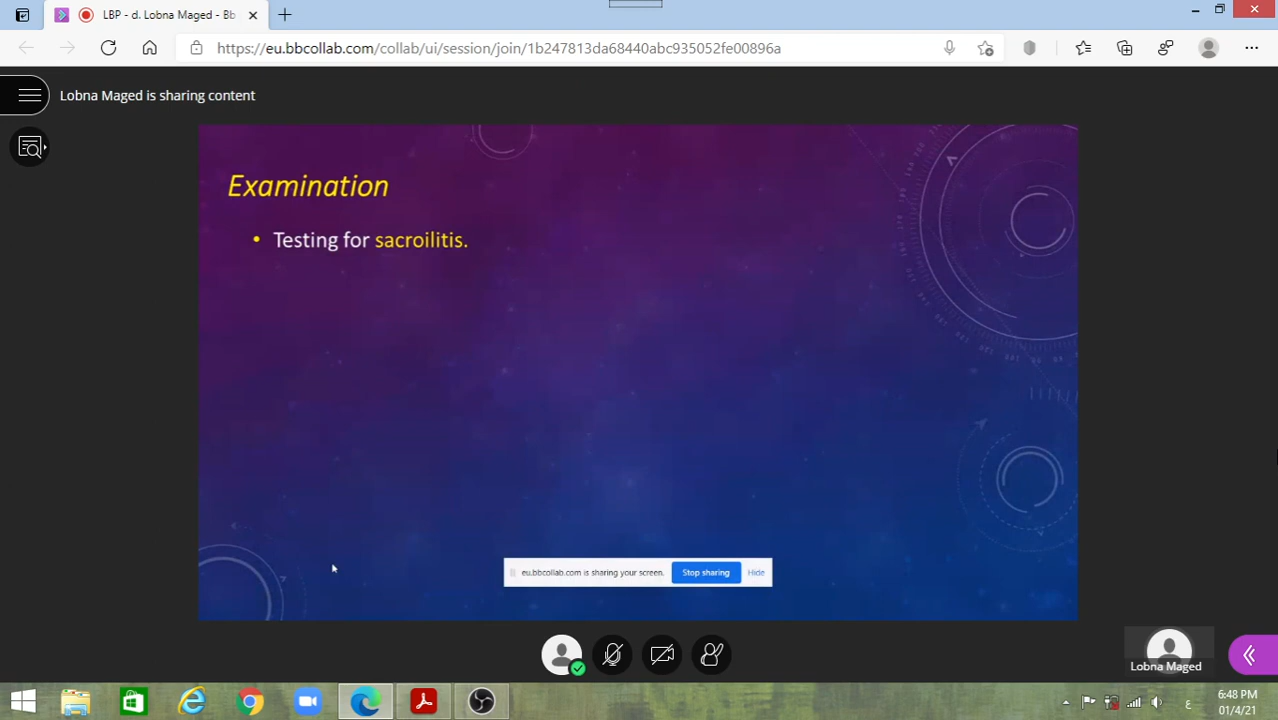 LBP - d. Lobna Maged - Bb
https://eu.bbcollab.com/collab/ui/session/join/1b247813da68440abc935052fe00896a
Lobna Maged is sharing content
Examination
• Testing for sacroilitis.
eu.bbcollab.com is sharing your screen. Stop sharing Hide
Lobna Maged
ع
6:48 PM
01/4/21